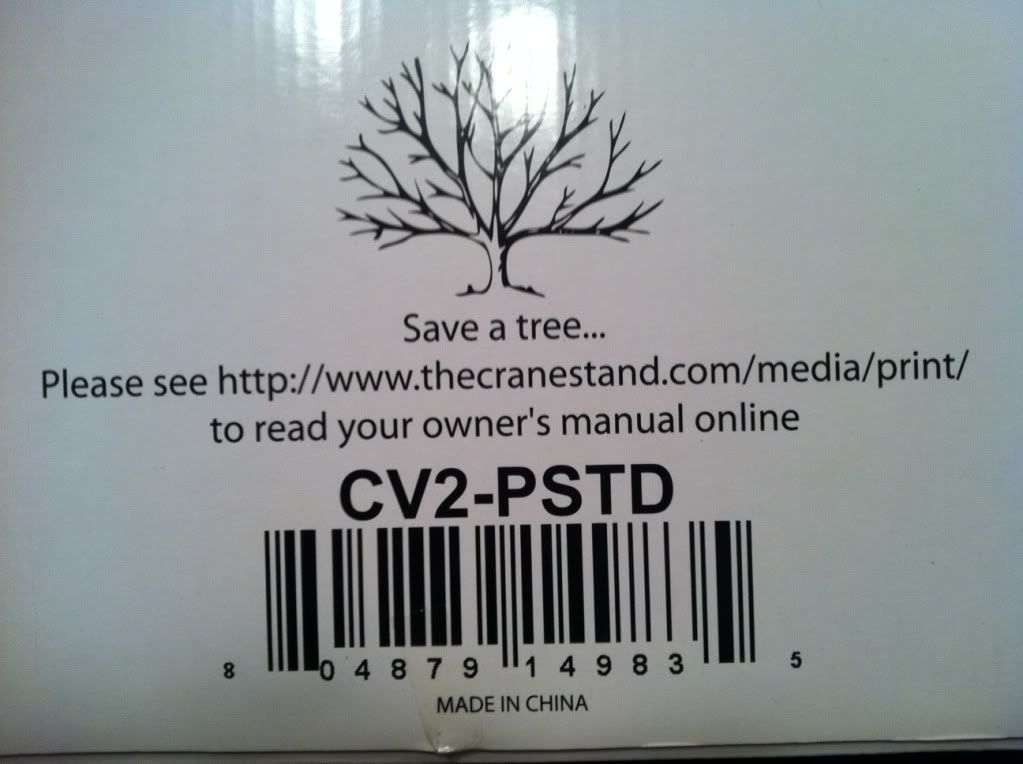 Save a tree...
Please see http://www.thecranestand.com/media/print/
to read your owner's manual online
CV2-PSTD
8 04879 14983 5
MADE IN CHINA